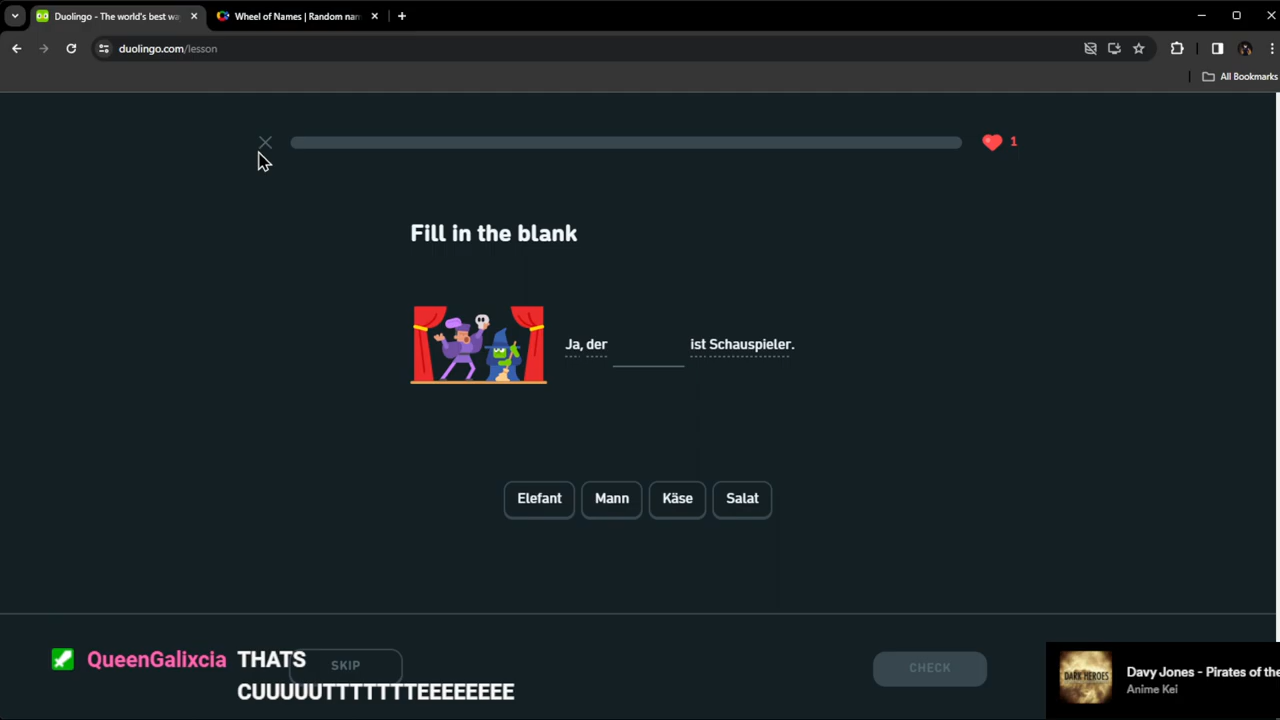 Duolingo - The world's best wa
Wheel of Names | Random nam
duolingo.com/lesson
All Bookmarks
1
Fill in the blank
Ja, der ist Schauspieler.
Elefant
Mann
Käse
Salat
QueenGalixcia THATS
CUUUUUTTTTTTTEEEEEEEE
SKIP
CHECK
DARK HEROES
Davy Jones - Pirates of the
Anime Kei